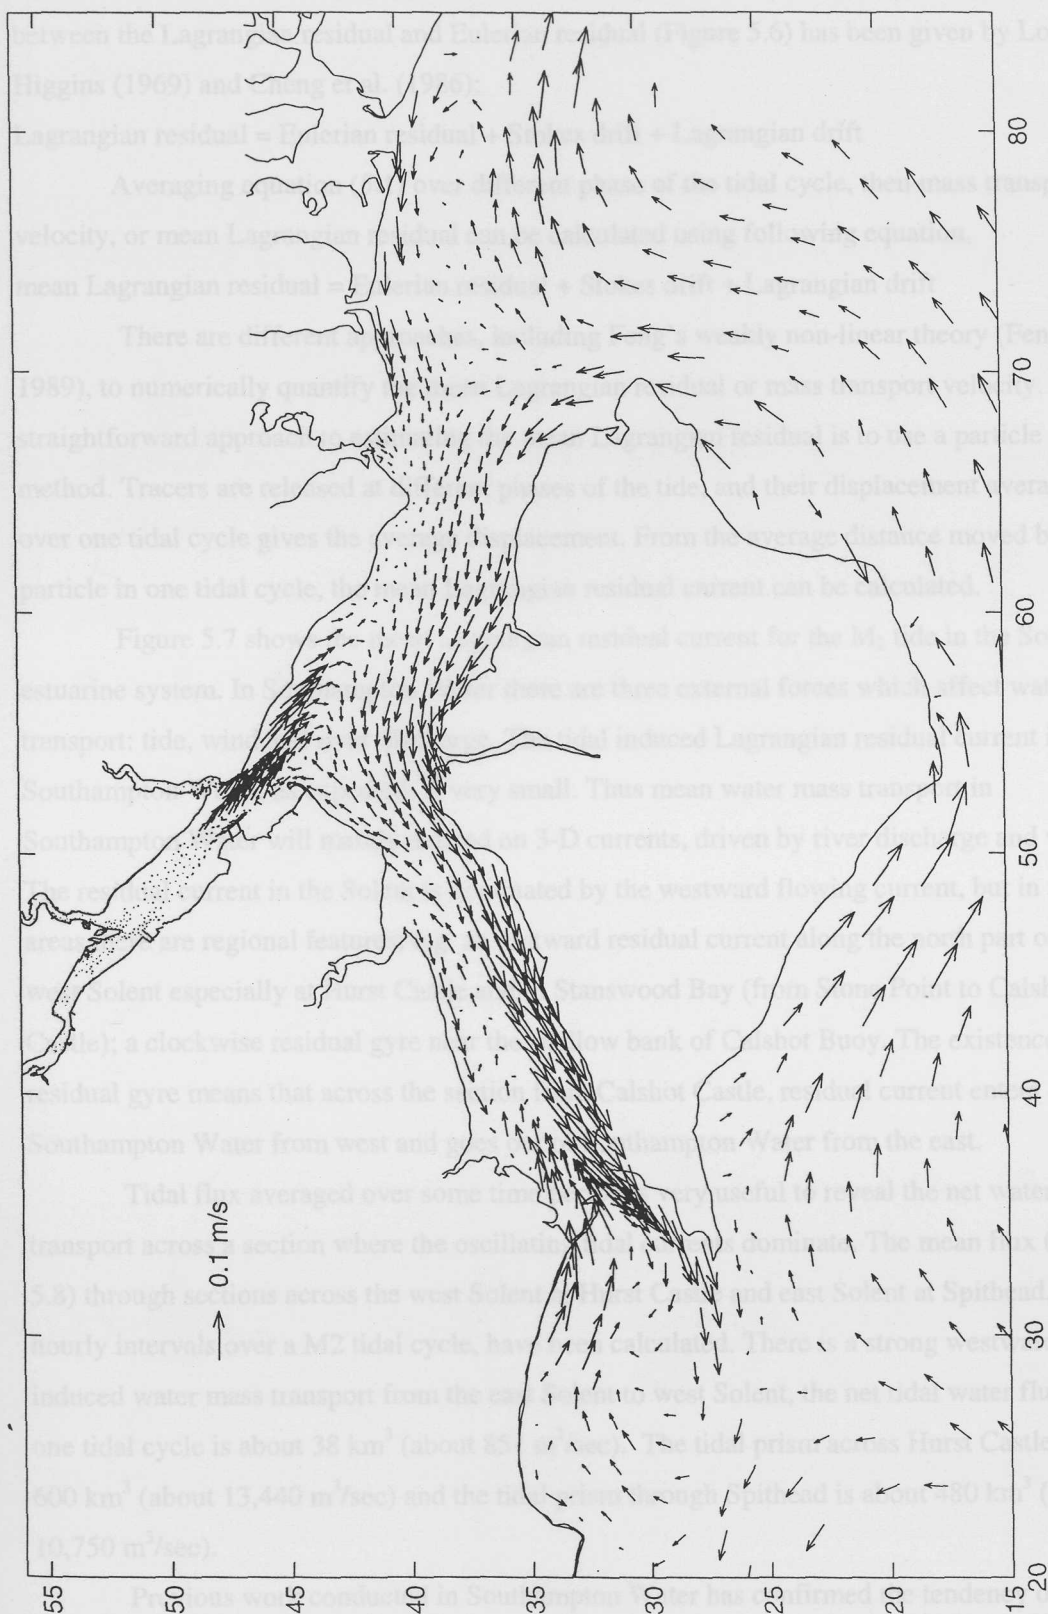 between the Lagrangian residual and Eulerian residual (Figure 5.6) has been given by Lo
Higgins (1969) and Cheng et al. (1986);
Lagrangian residual = Eulerian residual + Stokes drift + Lagrangian drift
Averaging equation over different phase of the tidal cycle, then mass transp
velocity, or mean Lagrangian residual can be calculated using following equation,
mean Lagrangian residual = Eulerian residual + Stokes drift + Lagrangian drift
There are different approaches, including Feng's weakly non-linear theory (Fen
1989), to numerically quantify the mean Lagrangian residual or mass transport velocity.
straightforward approach to the mean Lagrangian residual is to use a particle
method. Tracers are released at different phases of the tide, and their displacement avera
over one tidal cycle gives the average displacement. From the average distance moved b
particle in one tidal cycle, the mean Lagrangian residual current can be calculated.
Figure 5.7 shows the mean Lagrangian residual current for the M2 tide in the So
estuarine system. In Southampton Water there are three external forces which affect wat
transport: tide, wind The tidal induced Lagrangian residual current i
Southampton very small. Thus mean water mass transport in
Southampton Water will mainly depend on 3-D currents, driven by river discharge and
The residual current in the Solent is dominated by the westward flowing current, but in
areas there are regional features, eastward residual current along the north part o
west Solent especially at Hurst Castle Stanswood Bay (from Stone Point to Calsh
Castle); a clockwise residual gyre near the shallow bank of Calshot Buoy. The existence
residual gyre means that across the section from Calshot Castle, residual current ente
Southampton Water from west and goes out Southampton Water from the east.
Tidal flux averaged over some time very useful to reveal the net water
transport across a section where the oscillating tidal currents dominate. The mean flux
5.8) through sections across the west Solent at Hurst Castle and east Solent at Spithead.
hourly intervals over a M2 tidal cycle, have been calculated. There is a strong westwa
induced water mass transport from the east Solent to west Solent, the net tidal water flu
one tidal cycle is about 38 km³ (about m³/sec). The tidal prism across Hurst Castle
600 km³ (about 13,440 m³/sec) and the tidal prism through Spithead is about 480 km³ (
10,750 m³/sec).
Previous work conducted in Southampton Water has confirmed the tendency o
0.1 m/s
55
50
45
40
35
30
25
20
15
20
30
40
50
60
70
80